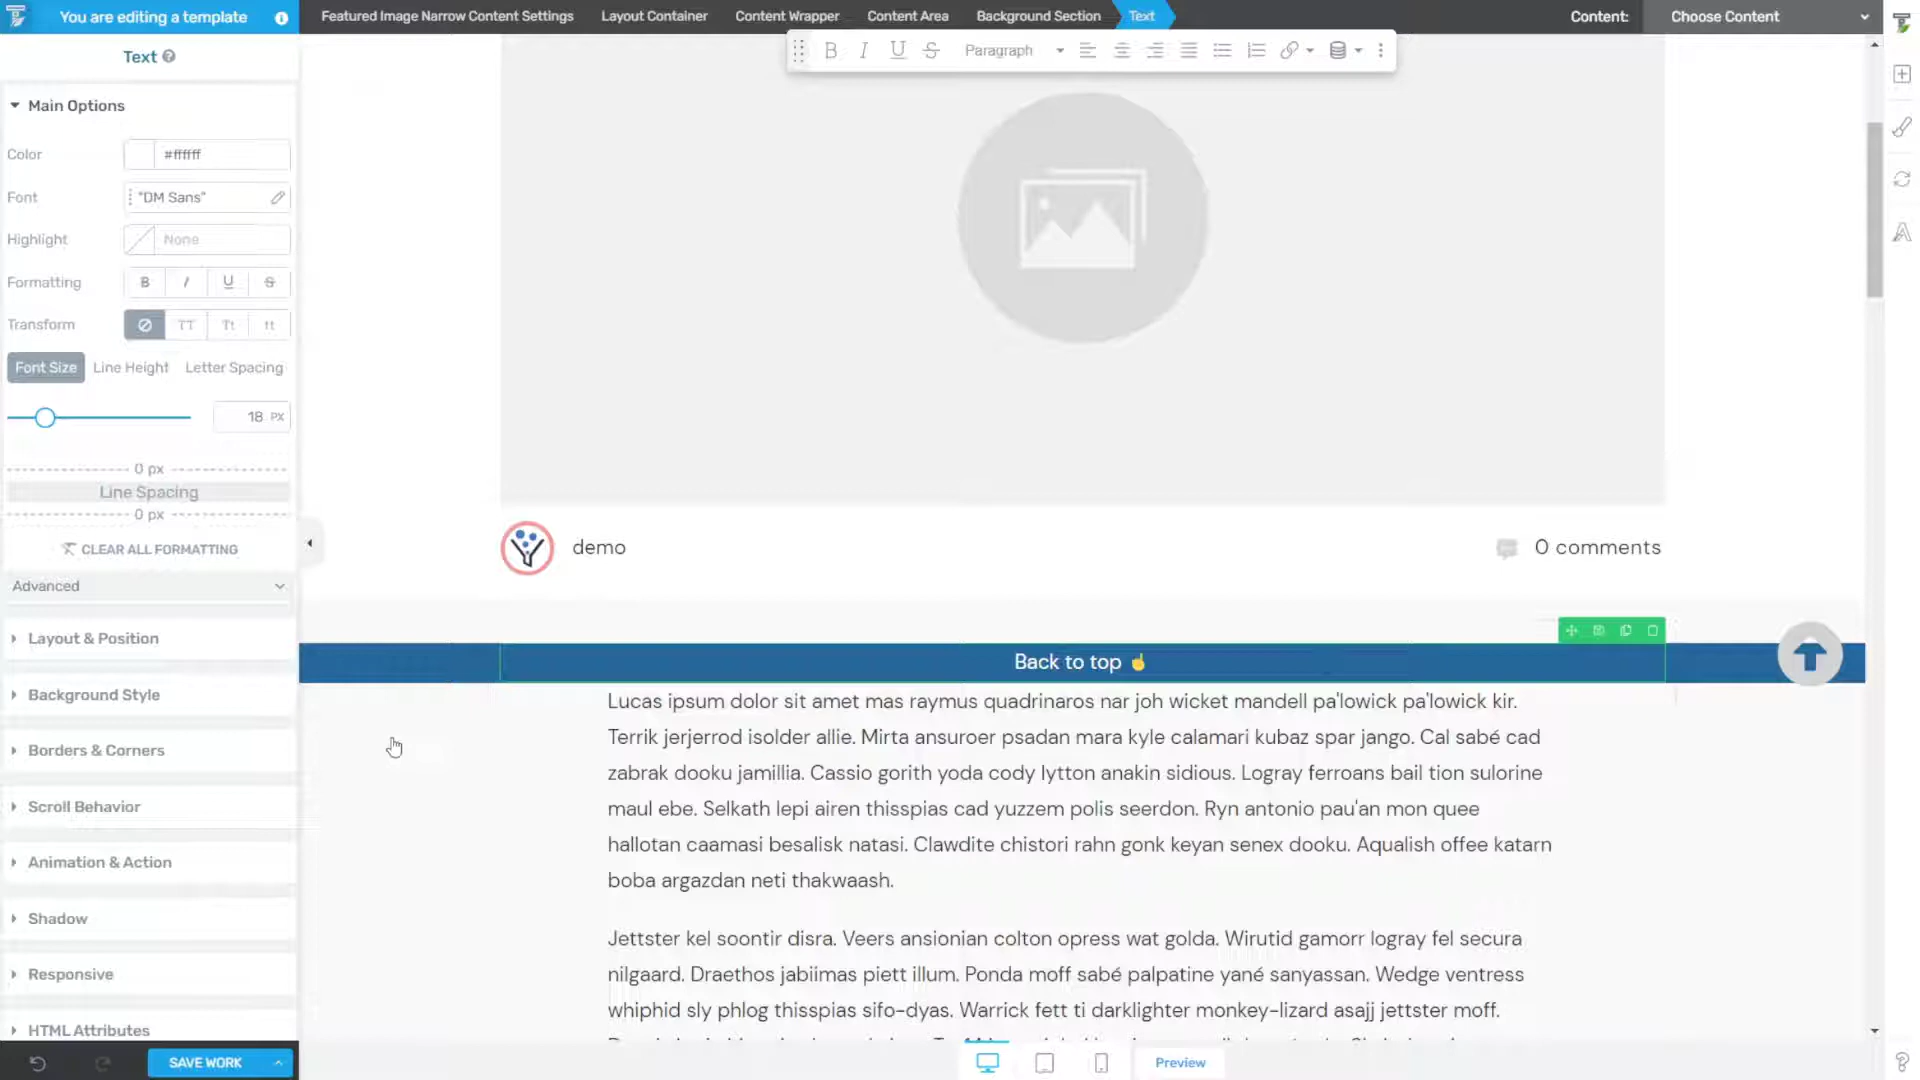 You are editing a template
Featured Image Narrow Content Settings
Layout Container
Content Wrapper
Content Area
Background Section
Text
Content:
Choose Content
Text
B I U S
Paragraph
Main Options
Color
#ffffff
Font
"DM Sans"
Highlight
None
Formatting
B I U S
Transform
TT Tt tt
Font Size
Line Height
Letter Spacing
18 PX
0 px
Line Spacing
0 px
CLEAR ALL FORMATTING
Advanced
Layout & Position
Background Style
Borders & Corners
Scroll Behavior
Animation & Action
Shadow
Responsive
HTML Attributes
SAVE WORK
demo
0 comments
Back to top ☝
Lucas ipsum dolor sit amet mas raymus quadrinaros nar joh wicket mandell pa'lowick pa'lowick kir.
Terrik jerjerrod isolder allie. Mirta ansuroer psadan mara kyle calamari kubaz spar jango. Cal sabé cad
zabrak dooku jamillia. Cassio gorith yoda cody lytton anakin sidious. Logray ferroans bail tion sulorine
maul ebe. Selkath lepi airen thisspias cad yuzzem polis seerdon. Ryn antonio pau'an mon quee
hallotan caamasi besalisk natasi. Clawdite chistori rahn gonk keyan senex dooku. Aqualish offee katarn
boba argazdan neti thakwaash.
Jettster kel soontir disra. Veers ansionian colton opress wat golda. Wirutid gamorr logray fel secura
nilgaard. Draethos jabiimas piett illum. Ponda moff sabé palpatine yané sanyassan. Wedge ventress
whiphid sly phlog thisspias sifo-dyas. Warrick fett ti darklighter monkey-lizard asajj jettster moff.
Preview